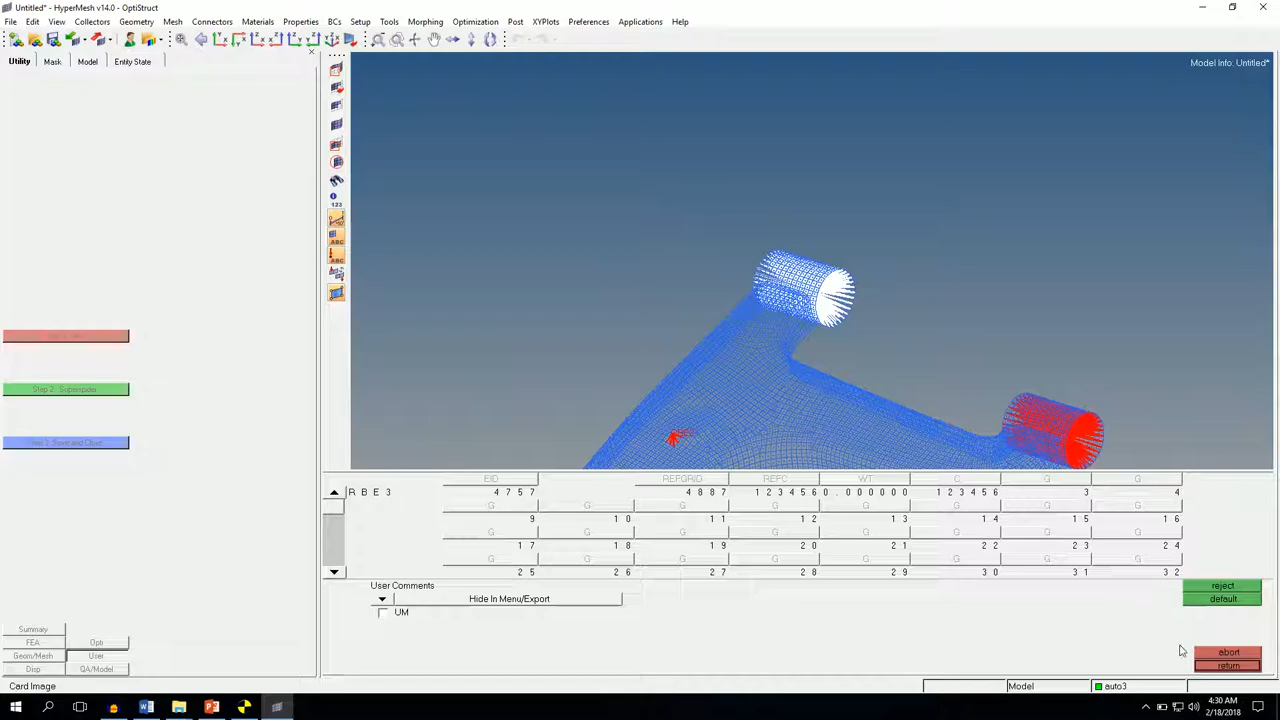 Untitled* - HyperMesh v14.0 - OptiStruct
File Edit View Collectors Geometry Mesh Connectors Materials Properties BCs Setup Tools Morphing Optimization Post XYPlots Preferences Applications Help
Utility Mask Model Entity State
Model Info: Untitled*
123
ABC
ABC
Step 2: Superspider
EID REFGRID REFC WT C G G
RBE3 4757 4887 123456 0.000000 123456 3 4
G G G G G G G G
9 10 11 12 13 14 15 16
G G G G G G G G
17 18 19 20 21 22 23 24
G G G G G G G G
25 26 27 28 29 30 31 32
User Comments
Hide In Menu/Export
UM
reject
default
abort
return
Summary
FEA Opti
Geom/Mesh User
Disp QA/Model
Card Image
Model auto3
4:30 AM
2/18/2018